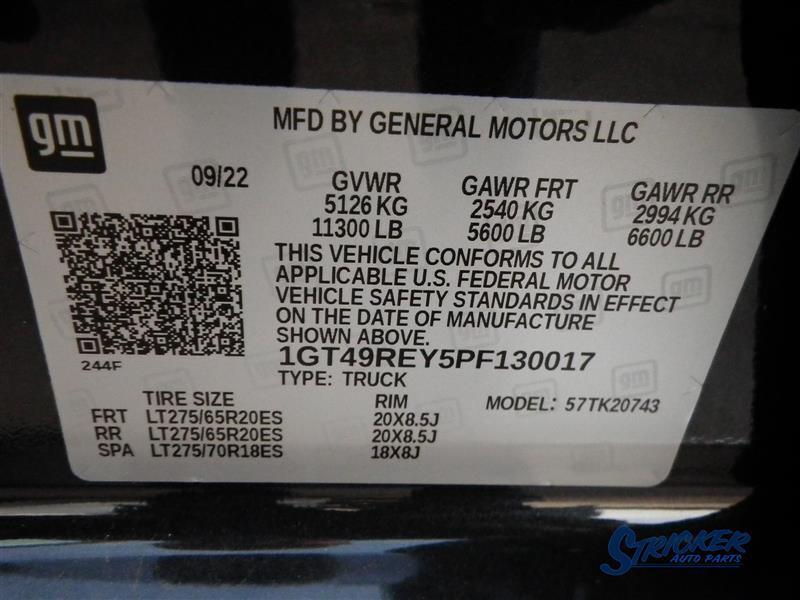 gm
MFD BY GENERAL MOTORS LLC
09/22 GVWR GAWR FRT GAWR RR
5126 KG 2540 KG 2994 KG
11300 LB 5600 LB 6600 LB
THIS VEHICLE CONFORMS TO ALL
APPLICABLE U.S. FEDERAL MOTOR
VEHICLE SAFETY STANDARDS IN EFFECT
ON THE DATE OF MANUFACTURE
SHOWN ABOVE.
1GT49REY5PF130017
244F
TYPE: TRUCK
TIRE SIZE RIM MODEL: 57TK20743
FRT LT275/65R20ES 20X8.5J
RR LT275/65R20ES 20X8.5J
SPA LT275/70R18ES 18X8J
STRICKER
AUTO PARTS